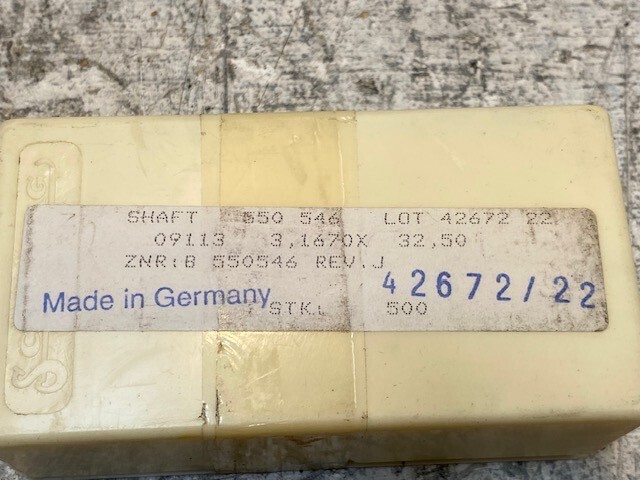 SHAFT 550 546 LOT 42672 22
09113 3,1670X 32,50
ZNR:B 550546 REV.J
42672/22
Made in Germany
STK: 500